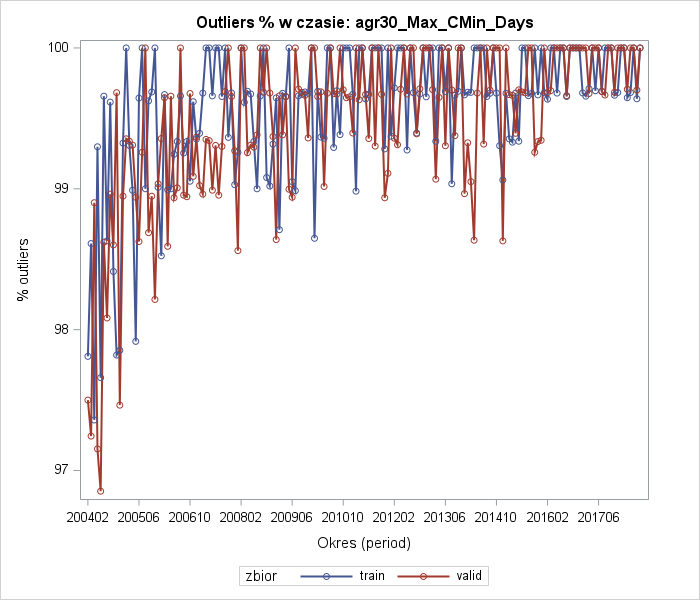 Outliers % w czasie: agr30_Max_CMin_Days
% outliers
100
99
98
97
200402 200506 200610 200802 200906 201010 201202 201306 201410 201602 201706
Okres (period)
zbior train valid